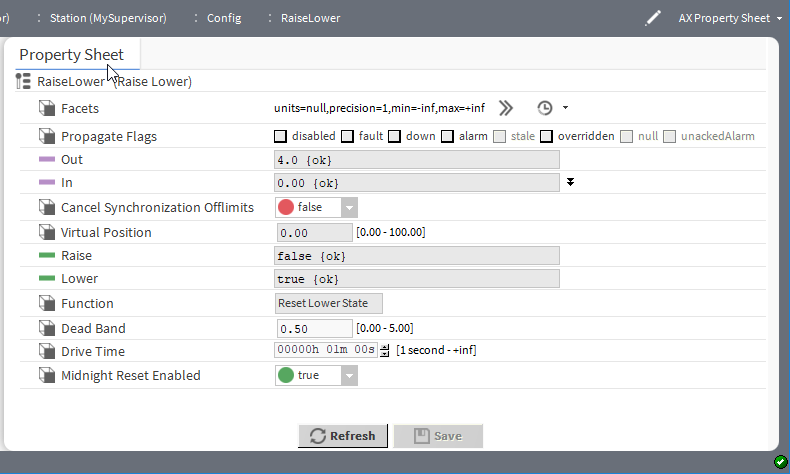 r) : Station (MySupervisor) : Config : RaiseLower AX Property Sheet
Property Sheet
RaiseLower (Raise Lower)
Facets units=null,precision=1,min=-inf,max=+inf
Propagate Flags disabled fault down alarm stale overridden null unackedAlarm
Out 4.0 {ok}
In 0.00 {ok}
Cancel Synchronization Offlimits false
Virtual Position 0.00 [0.00 - 100.00]
Raise false {ok}
Lower true {ok}
Function Reset Lower State
Dead Band 0.50 [0.00 - 5.00]
Drive Time 00000h 01m 00s [1 second - +inf]
Midnight Reset Enabled true
Refresh Save